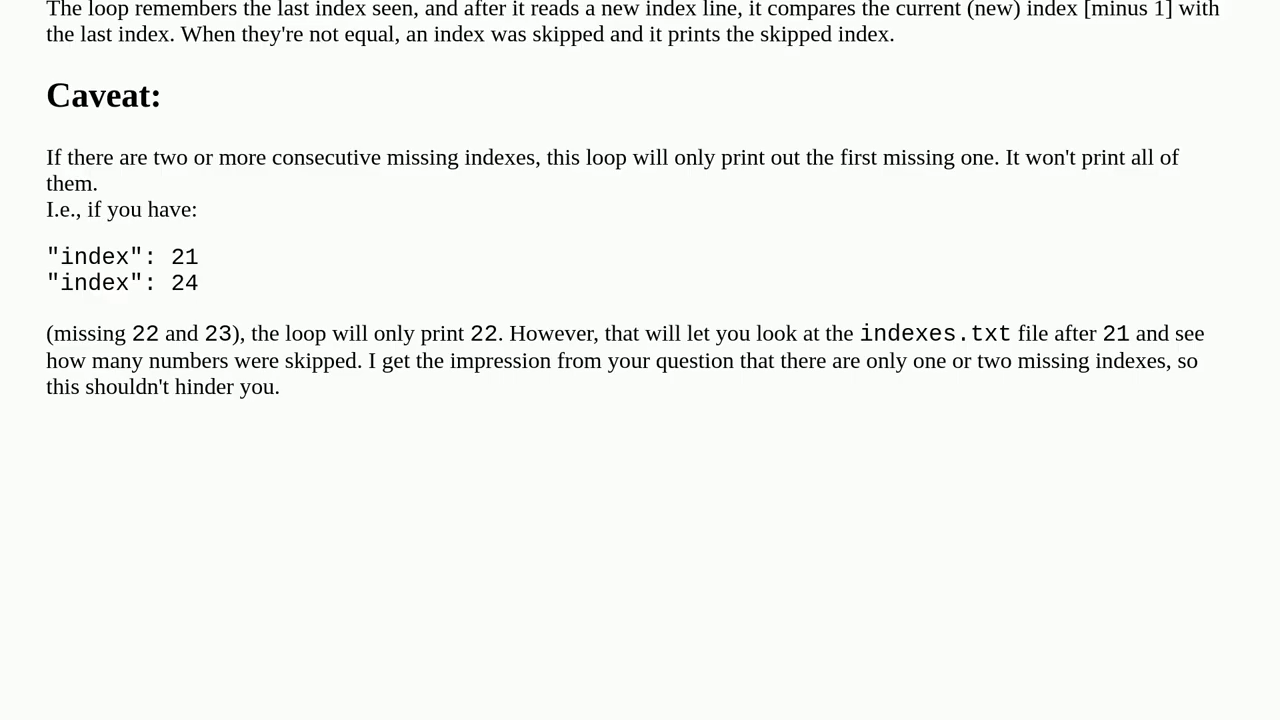 The loop remembers the last index seen, and after it reads a new index line, it compares the current (new) index [minus 1] with
the last index. When they're not equal, an index was skipped and it prints the skipped index.
Caveat:
If there are two or more consecutive missing indexes, this loop will only print out the first missing one. It won't print all of
them.
I.e., if you have:
"index": 21
"index": 24
(missing 22 and 23), the loop will only print 22. However, that will let you look at the indexes.txt file after 21 and see
how many numbers were skipped. I get the impression from your question that there are only one or two missing indexes, so
this shouldn't hinder you.